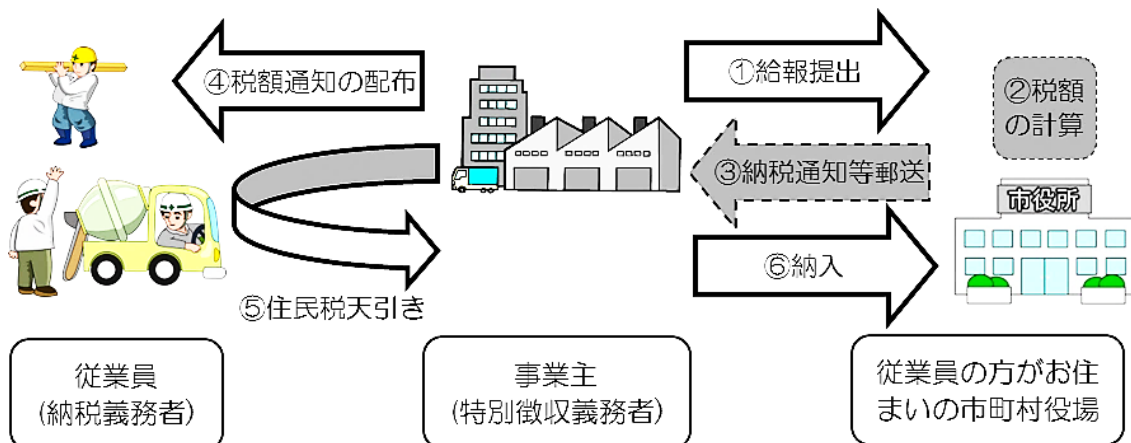 ④税額通知の配布
①給報提出
②税額
の計算
③納税通知等郵送
市役所
⑥納入
⑤住民税天引き
従業員
(納税義務者)
事業主
(特別徴収義務者)
従業員の方がお住
まいの市町村役場